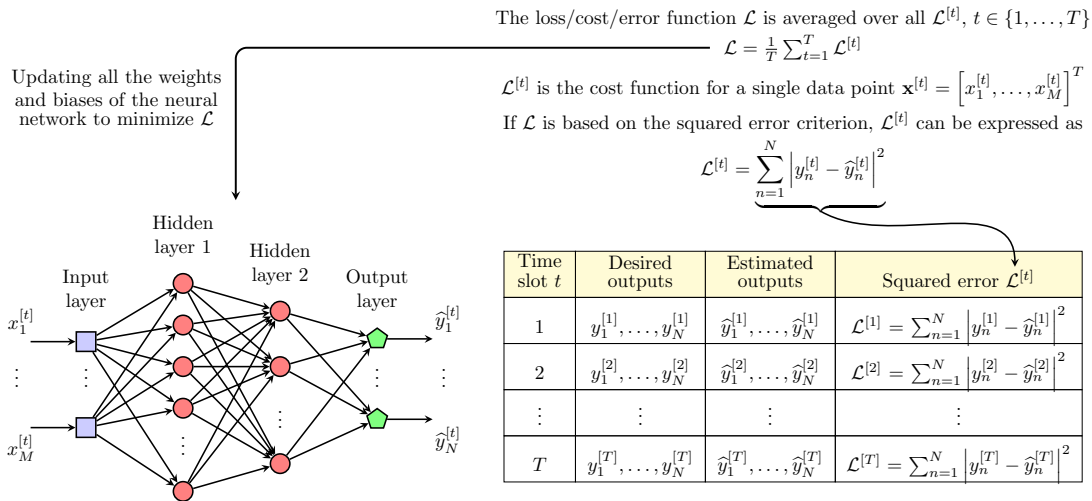 The loss/cost/error function $\mathcal{L}$ is averaged over all $\mathcal{L}^{[t]}$, $t \in \{1, \ldots, T\}$
$\mathcal{L} = \frac{1}{T} \sum_{t=1}^{T} \mathcal{L}^{[t]}$
Updating all the weights
and biases of the neural
network to minimize $\mathcal{L}$
$\mathcal{L}^{[t]}$ is the cost function for a single data point $\mathbf{x}^{[t]} = \left[x_1^{[t]}, \ldots, x_M^{[t]}\right]^T$
If $\mathcal{L}$ is based on the squared error criterion, $\mathcal{L}^{[t]}$ can be expressed as
$\mathcal{L}^{[t]} = \sum_{n=1}^{N} \left|y_n^{[t]} - \widehat{y}_n^{[t]}\right|^2$
Hidden
layer 1
Hidden
layer 2
Input
layer
Output
layer
$x_1^{[t]}$
⋮ ⋮
$x_M^{[t]}$
⋮
⋮
$\widehat{y}_1^{[t]}$
⋮ ⋮
$\widehat{y}_N^{[t]}$
Time slot $t$ | Desired outputs | Estimated outputs | Squared error $\mathcal{L}^{[t]}$
1 | $y_1^{[1]}, \ldots, y_N^{[1]}$ | $\widehat{y}_1^{[1]}, \ldots, \widehat{y}_N^{[1]}$ | $\mathcal{L}^{[1]} = \sum_{n=1}^{N} \left|y_n^{[1]} - \widehat{y}_n^{[1]}\right|^2$
2 | $y_1^{[2]}, \ldots, y_N^{[2]}$ | $\widehat{y}_1^{[2]}, \ldots, \widehat{y}_N^{[2]}$ | $\mathcal{L}^{[2]} = \sum_{n=1}^{N} \left|y_n^{[2]} - \widehat{y}_n^{[2]}\right|^2$
⋮ | ⋮ | ⋮ | ⋮
$T$ | $y_1^{[T]}, \ldots, y_N^{[T]}$ | $\widehat{y}_1^{[T]}, \ldots, \widehat{y}_N^{[T]}$ | $\mathcal{L}^{[T]} = \sum_{n=1}^{N} \left|y_n^{[T]} - \widehat{y}_n^{[T]}\right|^2$